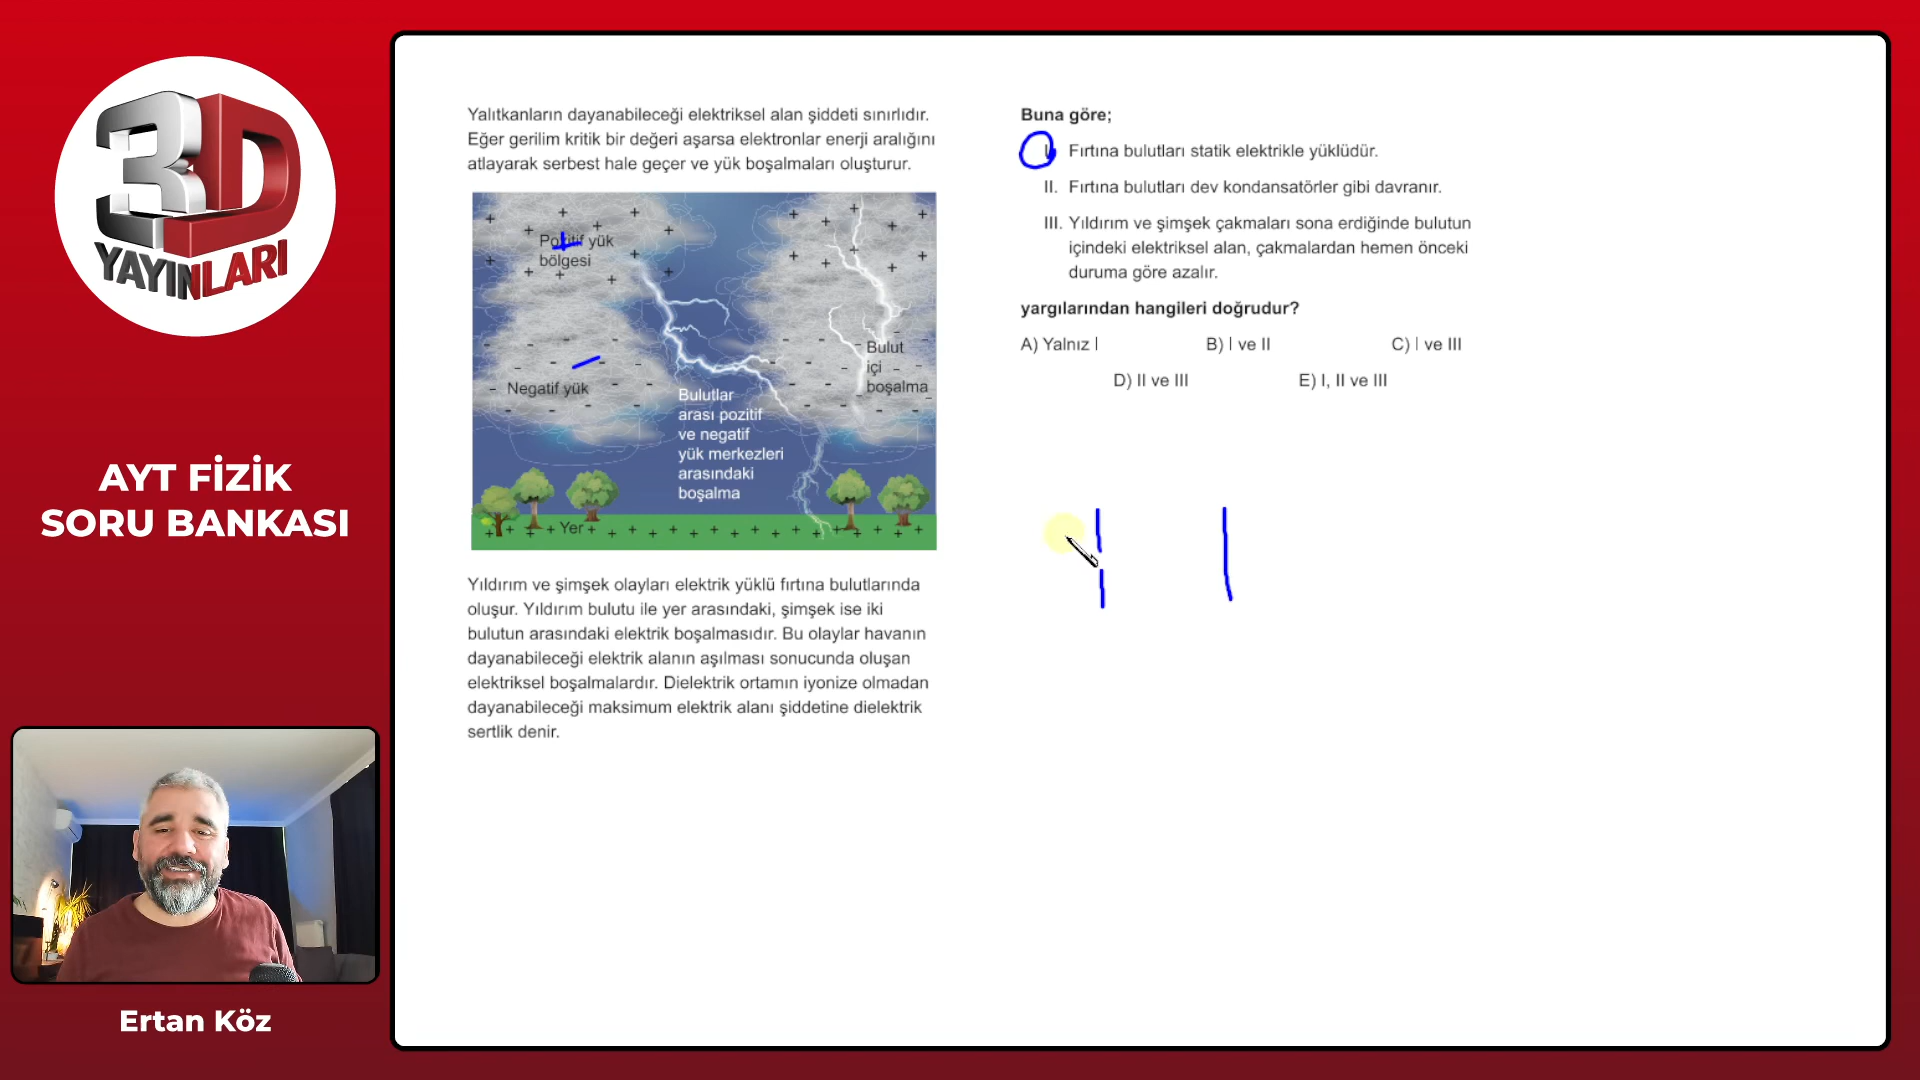 3D
YAYINLARI
AYT FİZİK
SORU BANKASI
Ertan Köz
Yalıtkanların dayanabileceği elektriksel alan şiddeti sınırlıdır.
Eğer gerilim kritik bir değeri aşarsa elektronlar enerji aralığını
atlayarak serbest hale geçer ve yük boşalmaları oluşturur.
Pozitif yük
bölgesi
Negatif yük
Bulut
içi
boşalma
Bulutlar
arası pozitif
ve negatif
yük merkezleri
arasındaki
boşalma
Yer
Yıldırım ve şimşek olayları elektrik yüklü fırtına bulutlarında
oluşur. Yıldırım bulutu ile yer arasındaki, şimşek ise iki
bulutun arasındaki elektrik boşalmasıdır. Bu olaylar havanın
dayanabileceği elektrik alanın aşılması sonucunda oluşan
elektriksel boşalmalardır. Dielektrik ortamın iyonize olmadan
dayanabileceği maksimum elektrik alanı şiddetine dielektrik
sertlik denir.
Buna göre;
I. Fırtına bulutları statik elektrikle yüklüdür.
II. Fırtına bulutları dev kondansatörler gibi davranır.
III. Yıldırım ve şimşek çakmaları sona erdiğinde bulutun
içindeki elektriksel alan, çakmalardan hemen önceki
duruma göre azalır.
yargılarından hangileri doğrudur?
A) Yalnız I B) I ve II C) I ve III
D) II ve III E) I, II ve III